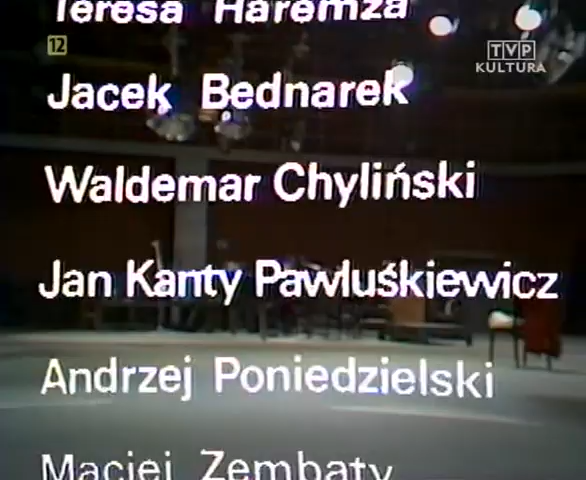 Teresa Haremza
12
TVP
KULTURA
Jacek Bednarek
Waldemar Chyliński
Jan Kanty Pawluśkiewicz
Andrzej Poniedzielski
Maciej Zembaty